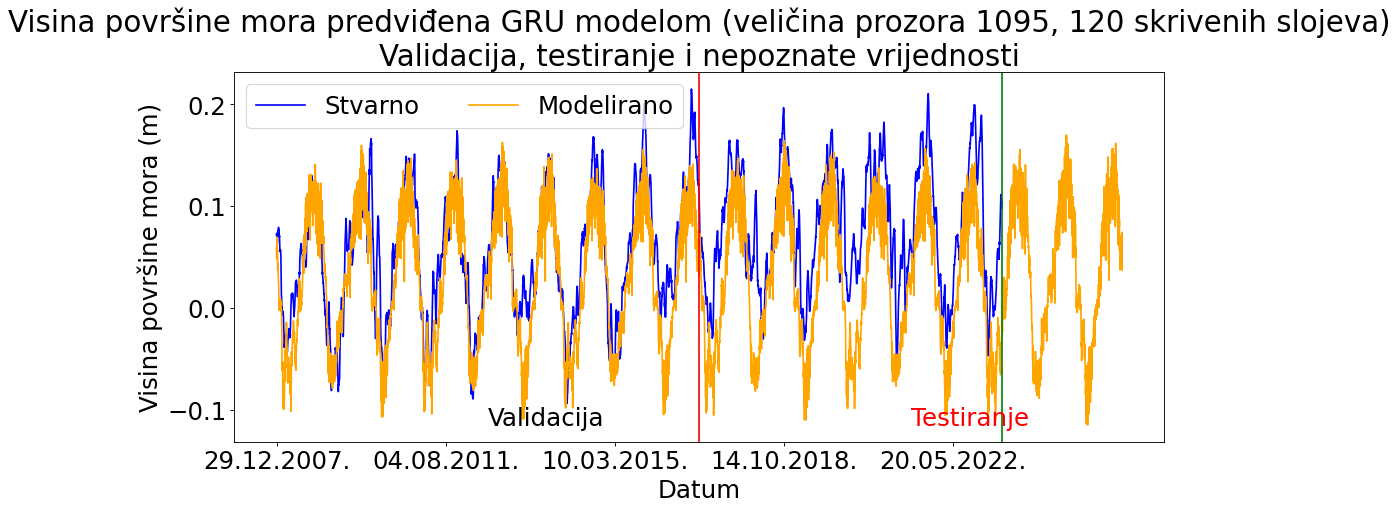 Visina površine mora predviđena GRU modelom (veličina prozora 1095, 120 skrivenih slojeva)
Validacija, testiranje i nepoznate vrijednosti
Stvarno
Modelirano
Visina površine mora (m)
0.2
0.1
0.0
−0.1
Validacija
Testiranje
29.12.2007.
04.08.2011.
10.03.2015.
14.10.2018.
20.05.2022.
Datum